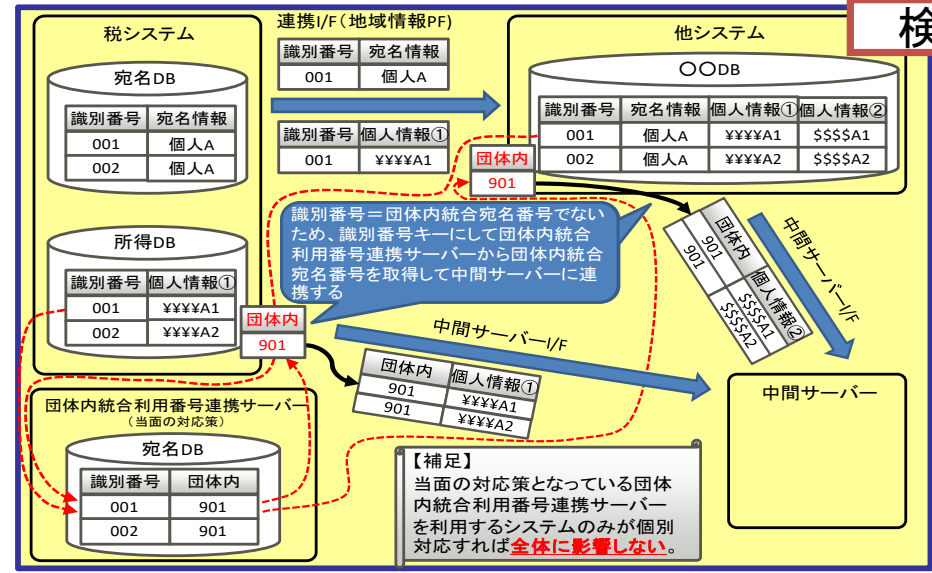 検
税システム
宛名DB
識別番号 宛名情報
001 個人A
002 個人A
所得DB
識別番号 個人情報①
001 ¥¥¥¥A1
002 ¥¥¥¥A2
団体内
901
団体内統合利用番号連携サーバー
(当面の対応策)
宛名DB
識別番号 団体内
001 901
002 901
連携I/F(地域情報PF)
識別番号 宛名情報
001 個人A
識別番号 個人情報①
001 ¥¥¥¥A1
他システム
〇〇DB
識別番号 宛名情報 個人情報① 個人情報②
001 個人A ¥¥¥¥A1 $$$$A1
002 個人A ¥¥¥¥A2 $$$$A2
団体内
901
識別番号=団体内統合宛名番号でない
ため、識別番号キーにして団体内統合
利用番号連携サーバーから団体内統合
宛名番号を取得して中間サーバーに連
携する
団体内 個人情報②
901 $$$$A1
901 $$$$A2
中間サーバーI/F
中間サーバーI/F
団体内 個人情報①
901 ¥¥¥¥A1
901 ¥¥¥¥A2
中間サーバー
【補足】
当面の対応策となっている団体
内統合利用番号連携サーバー
を利用するシステムのみが個別
対応すれば全体に影響しない。